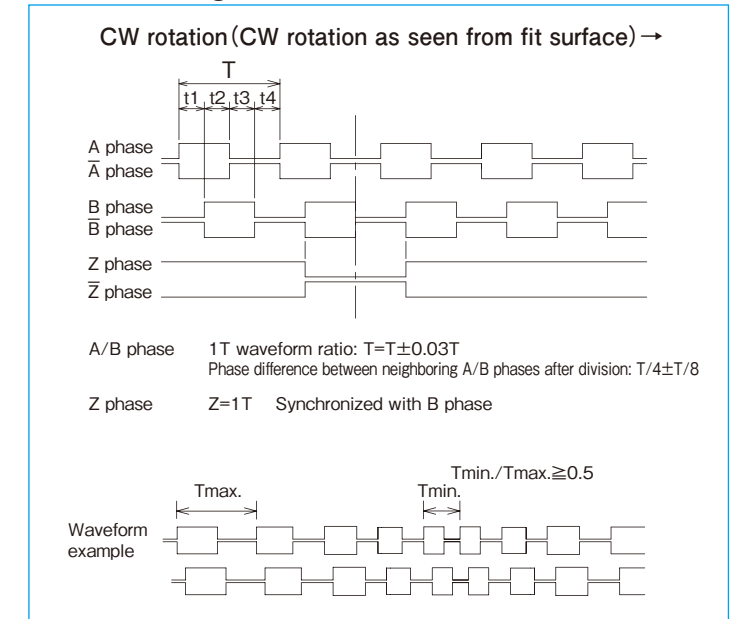 CW rotation(CW rotation as seen from fit surface)→
T
t1 t2 t3 t4
A phase
A̅ phase
B phase
B̅ phase
Z phase
Z̅ phase
A/B phase 1T waveform ratio: T=T±0.03T
Phase difference between neighboring A/B phases after division: T/4±T/8
Z phase Z=1T Synchronized with B phase
Tmin./Tmax.≧0.5
Tmax. Tmin.
Waveform
example